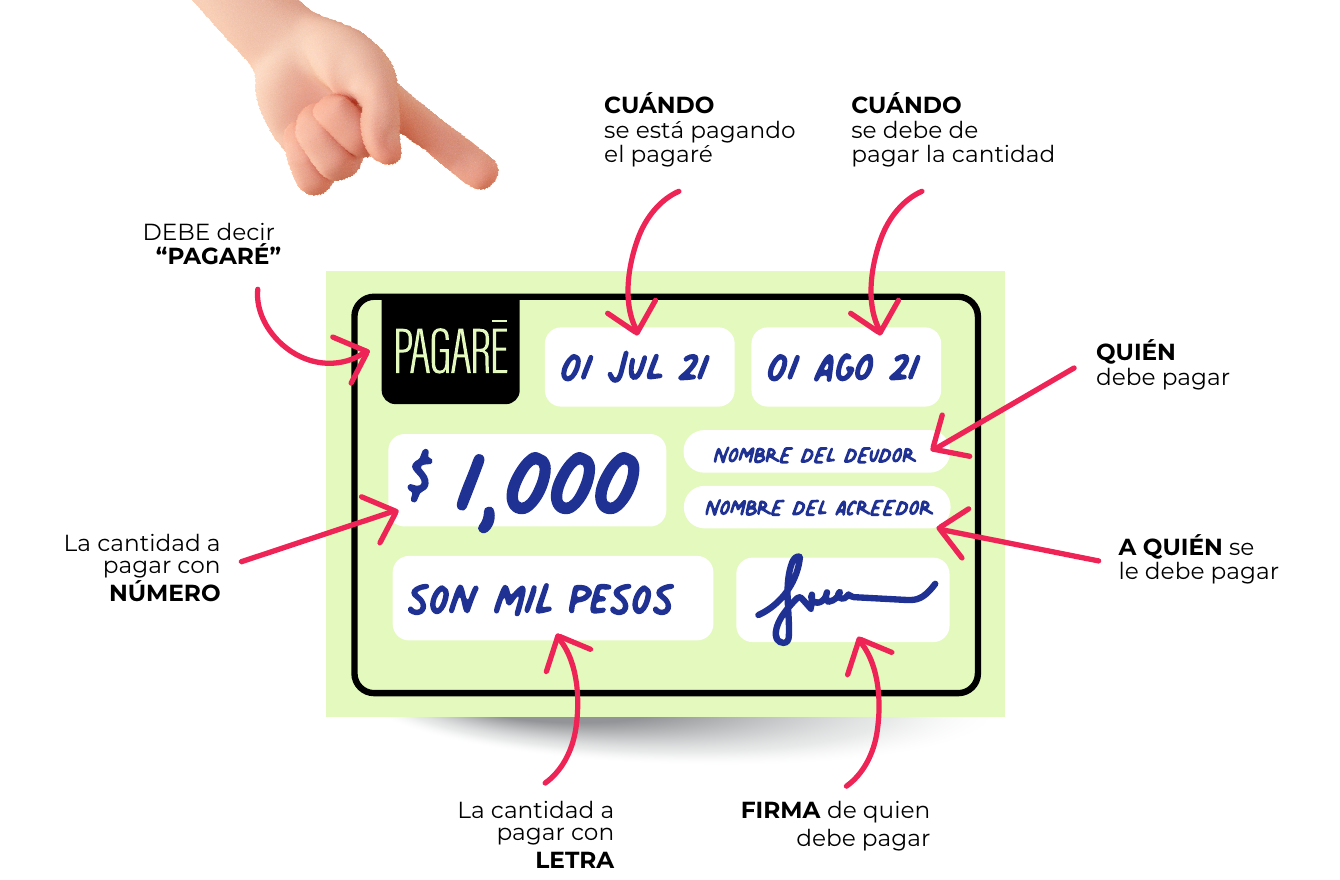 CUÁNDO
se está pagando
el pagaré
CUÁNDO
se debe de
pagar la cantidad
DEBE decir
“PAGARÉ”
PAGARĒ
01 JUL 21
01 AGO 21
QUIÉN
debe pagar
$ 1,000
NOMBRE DEL DEUDOR
NOMBRE DEL ACREEDOR
La cantidad a
pagar con
NÚMERO
A QUIÉN se
le debe pagar
SON MIL PESOS
La cantidad a
pagar con
LETRA
FIRMA de quien
debe pagar